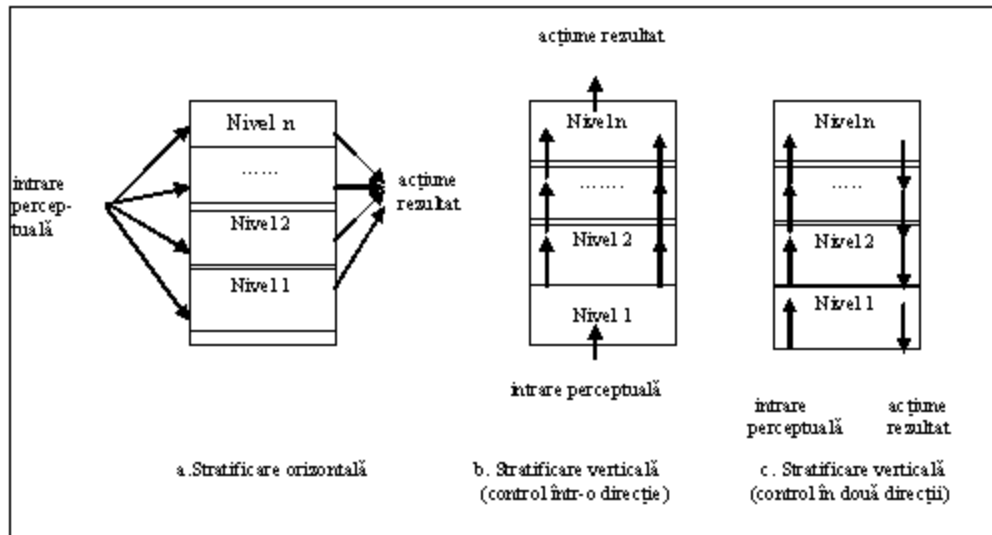 acțiune rezultat
Nivel n
......
Nivel 2
Nivel 1
intrare
percep-
tuală
acțiune
rezultat
Nivel n
.......
Nivel 2
Nivel 1
intrare perceptuală
Nivel n
.....
Nivel 2
Nivel 1
intrare
perceptuală
acțiune
rezultat
a.Stratificare orizontală
b. Stratificare verticală
(control într-o direcție)
c. Stratificare verticală
(control în două direcții)